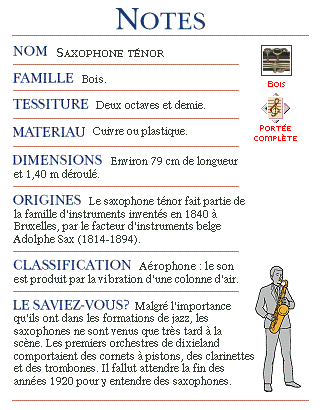 NOTES
NOM SAXOPHONE TÉNOR
FAMILLE Bois.
TESSITURE Deux octaves et demie.
MATERIAU Cuivre ou plastique.
DIMENSIONS Environ 79 cm de longueur
et 1,40 m déroulé.
ORIGINES Le saxophone ténor fait partie de
la famille d'instruments inventés en 1840 à
Bruxelles, par le facteur d'instruments belge
Adolphe Sax (1814-1894).
CLASSIFICATION Aérophone : le son
est produit par la vibration d'une colonne d'air.
LE SAVIEZ-VOUS? Malgré l'importance
qu'ils ont dans les formations de jazz, les
saxophones ne sont venus que très tard à la
scène. Les premiers orchestres de dixieland
comportaient des cornets à pistons, des clarinettes
et des trombones. Il fallut attendre la fin des
années 1920 pour y entendre des saxophones.
BOIS
PORTÉE
COMPLÈTE